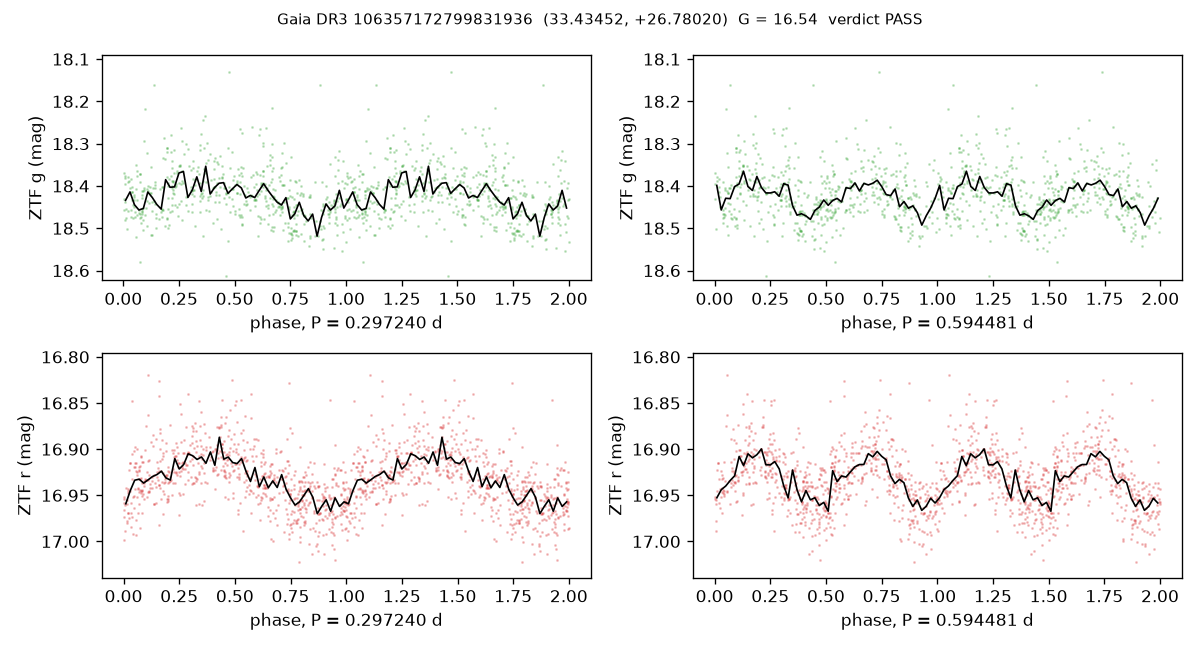 Gaia DR3 106357172799831936 (33.43452, +26.78020) G = 16.54 verdict PASS
ZTF g (mag)
18.1
18.2
18.3
18.4
18.5
18.6
0.00 0.25 0.50 0.75 1.00 1.25 1.50 1.75 2.00
phase, P = 0.297240 d
ZTF g (mag)
18.1
18.2
18.3
18.4
18.5
18.6
0.00 0.25 0.50 0.75 1.00 1.25 1.50 1.75 2.00
phase, P = 0.594481 d
ZTF r (mag)
16.80
16.85
16.90
16.95
17.00
0.00 0.25 0.50 0.75 1.00 1.25 1.50 1.75 2.00
phase, P = 0.297240 d
ZTF r (mag)
16.80
16.85
16.90
16.95
17.00
0.00 0.25 0.50 0.75 1.00 1.25 1.50 1.75 2.00
phase, P = 0.594481 d